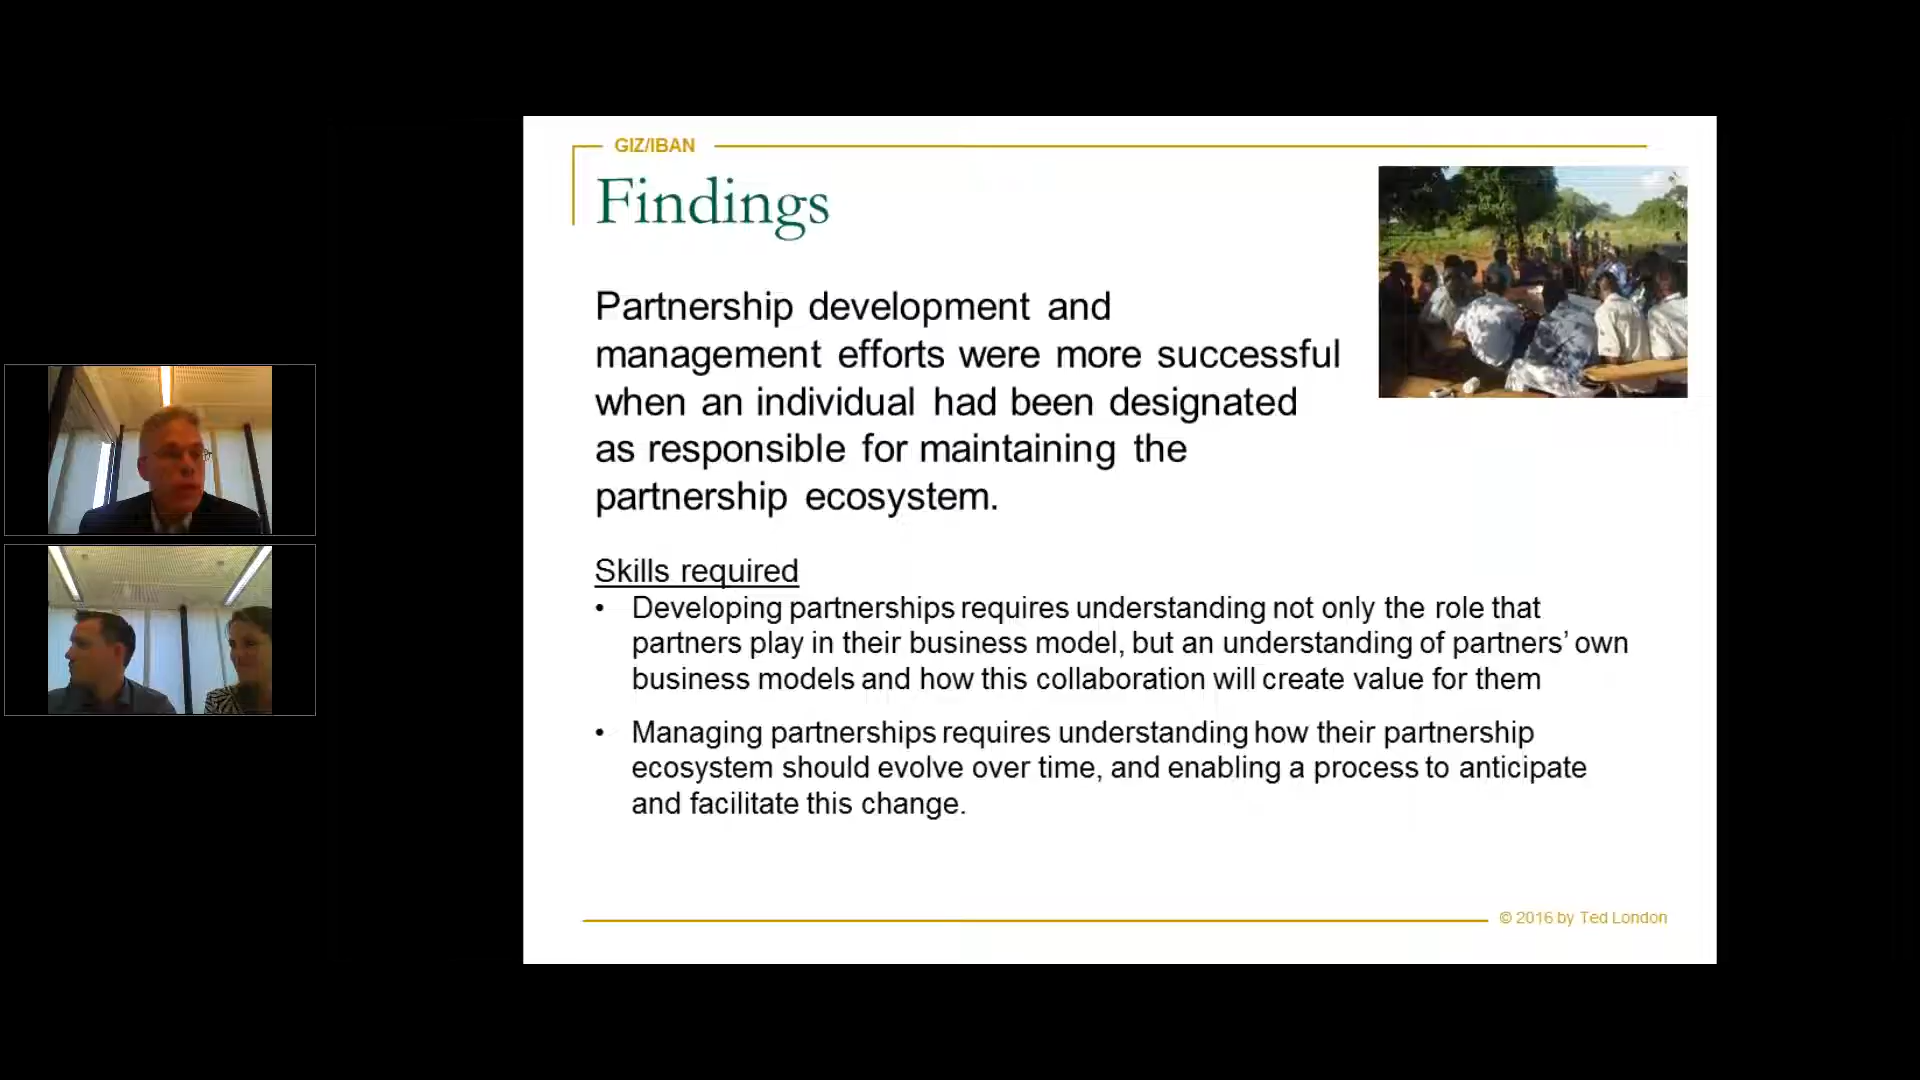 GIZ/IBAN
Findings
Partnership development and
management efforts were more successful
when an individual had been designated
as responsible for maintaining the
partnership ecosystem.
Skills required
• Developing partnerships requires understanding not only the role that
partners play in their business model, but an understanding of partners’ own
business models and how this collaboration will create value for them
• Managing partnerships requires understanding how their partnership
ecosystem should evolve over time, and enabling a process to anticipate
and facilitate this change.
© 2016 by Ted London